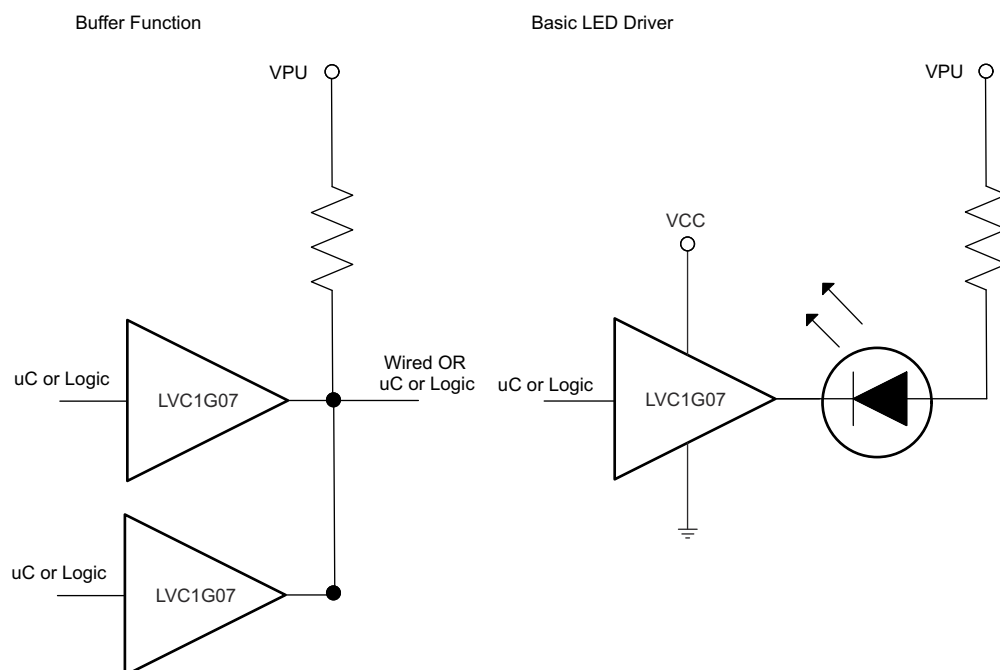 Buffer Function
Basic LED Driver
VPU
VPU
VCC
Wired OR
uC or Logic
uC or Logic
uC or Logic
LVC1G07
LVC1G07
uC or Logic
LVC1G07